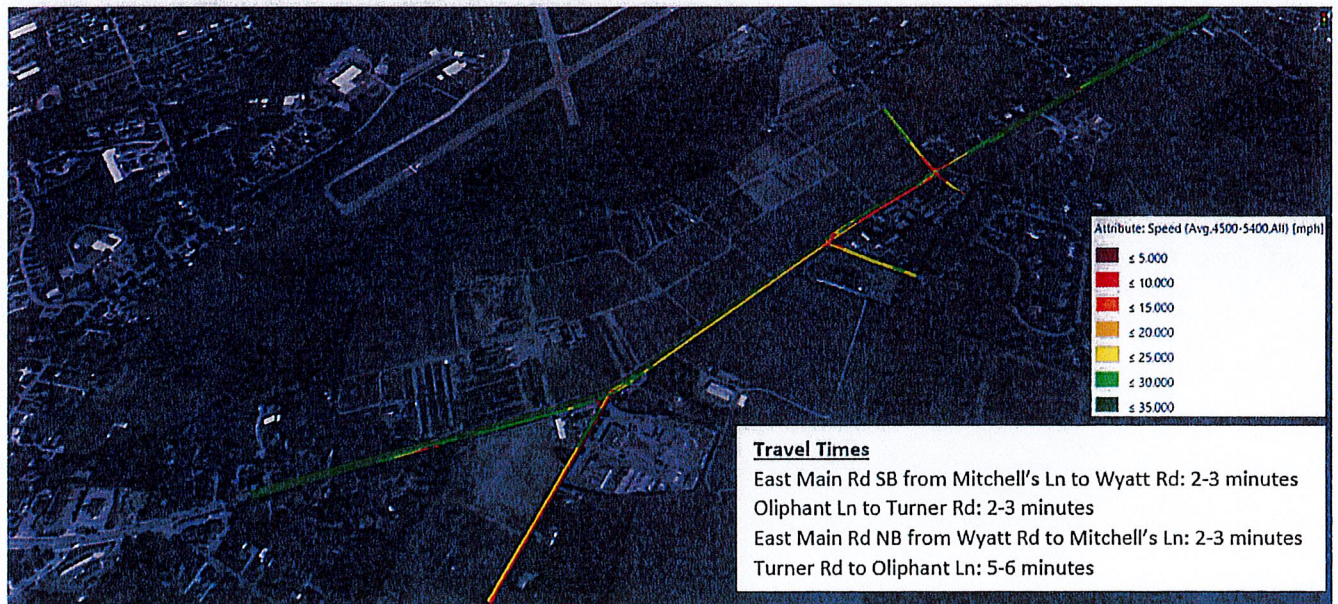 Attribute: Speed (Avg,4500-5400,All) [mph]
≤ 5.000
≤ 10.000
≤ 15.000
≤ 20.000
≤ 25.000
≤ 30.000
≤ 35.000
Travel Times
East Main Rd SB from Mitchell's Ln to Wyatt Rd: 2-3 minutes
Oliphant Ln to Turner Rd: 2-3 minutes
East Main Rd NB from Wyatt Rd to Mitchell's Ln: 2-3 minutes
Turner Rd to Oliphant Ln: 5-6 minutes